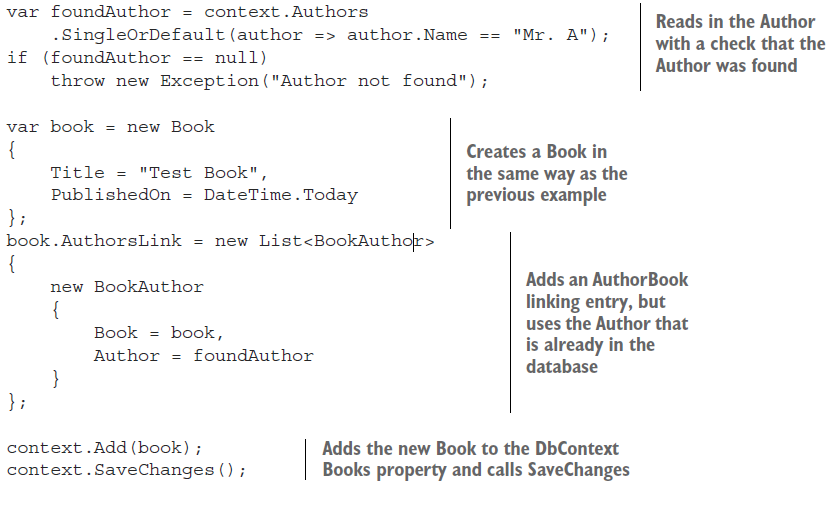 var foundAuthor = context.Authors
    .SingleOrDefault(author => author.Name == "Mr. A");
if (foundAuthor == null)
    throw new Exception("Author not found");
Reads in the Author
with a check that the
Author was found
var book = new Book
{
    Title = "Test Book",
    PublishedOn = DateTime.Today
};
Creates a Book in
the same way as the
previous example
book.AuthorsLink = new List<BookAuthor>
{
    new BookAuthor
    {
        Book = book,
        Author = foundAuthor
    }
};
Adds an AuthorBook
linking entry, but
uses the Author that
is already in the
database
context.Add(book);
context.SaveChanges();
Adds the new Book to the DbContext
Books property and calls SaveChanges